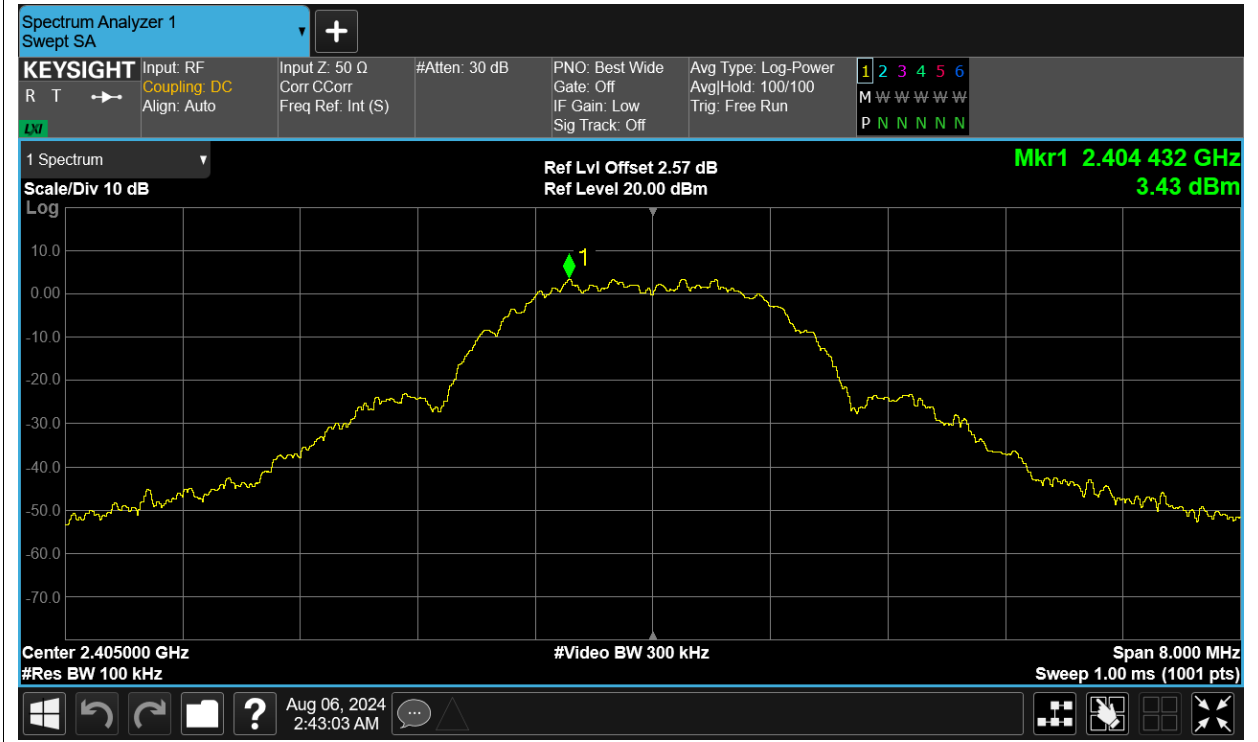 Spectrum Analyzer 1
Swept SA
KEYSIGHT
R T
LXI
Input: RF
Coupling: DC
Align: Auto
Input Z: 50 Ω
Corr CCorr
Freq Ref: Int (S)
#Atten: 30 dB
PNO: Best Wide
Gate: Off
IF Gain: Low
Sig Track: Off
Avg Type: Log-Power
Avg|Hold: 100/100
Trig: Free Run
1 2 3 4 5 6
M W W W W W
P N N N N N
1 Spectrum
Scale/Div 10 dB
Log
Ref Lvl Offset 2.57 dB
Ref Level 20.00 dBm
Mkr1 2.404 432 GHz
3.43 dBm
1
10.0
0.00
-10.0
-20.0
-30.0
-40.0
-50.0
-60.0
-70.0
Center 2.405000 GHz
#Video BW 300 kHz
Span 8.000 MHz
#Res BW 100 kHz
Sweep 1.00 ms (1001 pts)
?
Aug 06, 2024
2:43:03 AM